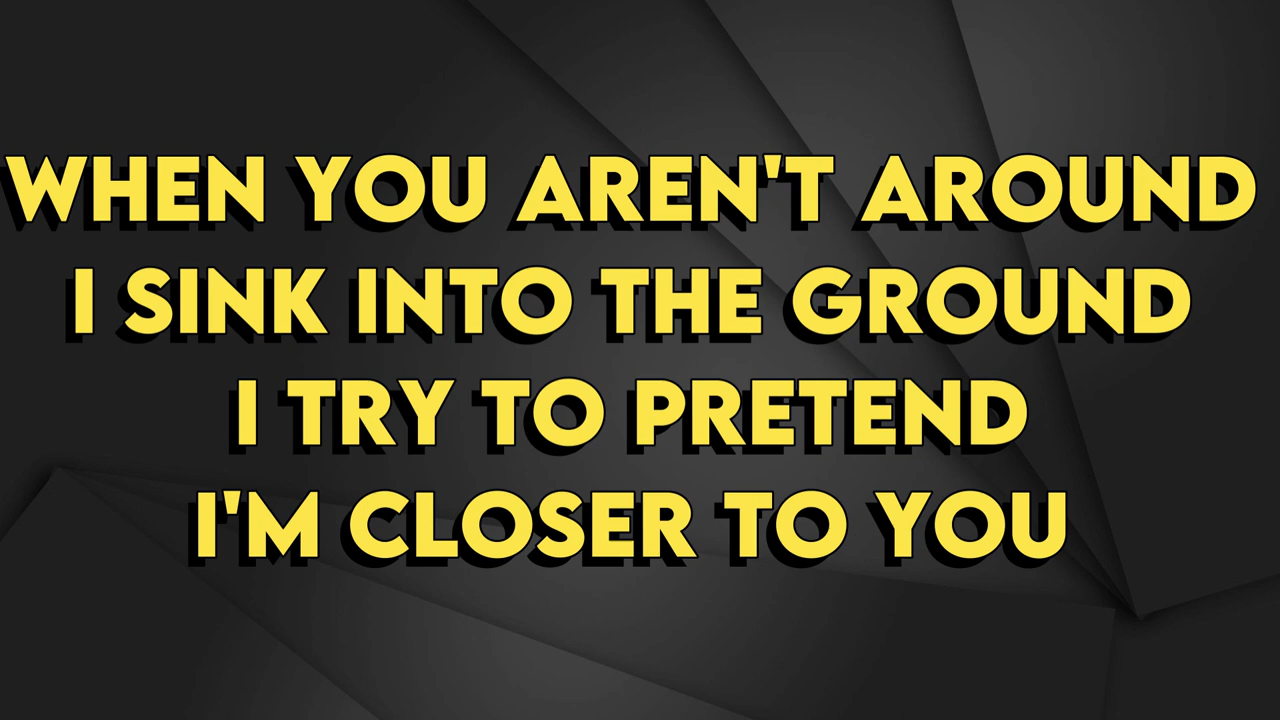 WHEN YOU AREN'T AROUND
I SINK INTO THE GROUND
I TRY TO PRETEND
I'M CLOSER TO YOU